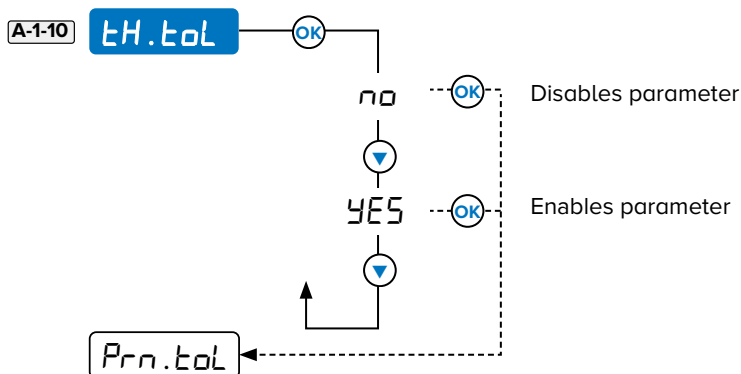 A-1-10 tH.toL OK
no OK Disables parameter
YES OK Enables parameter
Prn.toL